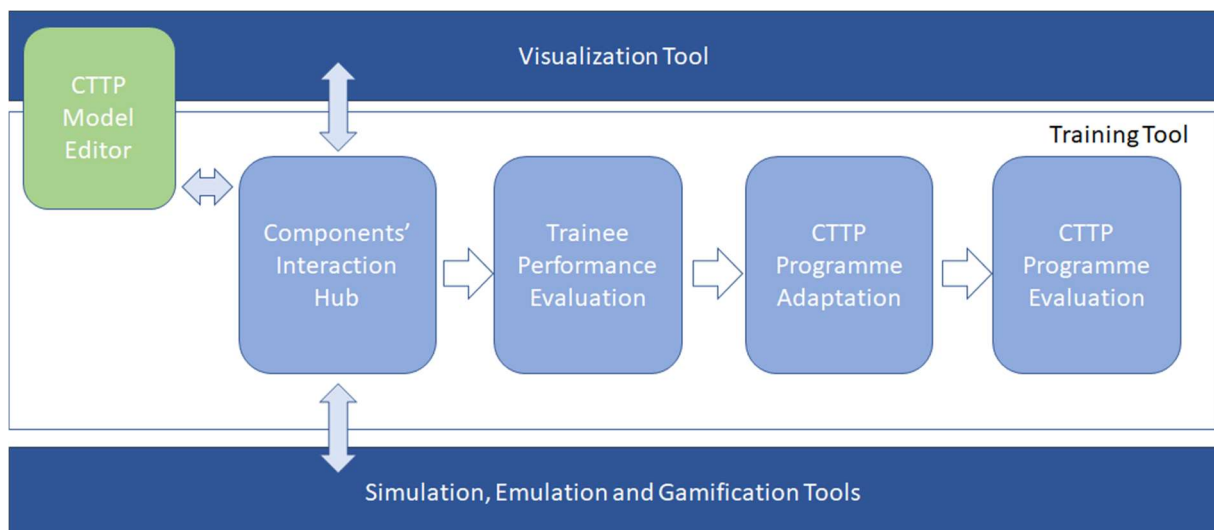 Visualization Tool
CTTP
Model
Editor
Training Tool
Components’
Interaction
Hub
Trainee
Performance
Evaluation
CTTP
Programme
Adaptation
CTTP
Programme
Evaluation
Simulation, Emulation and Gamification Tools